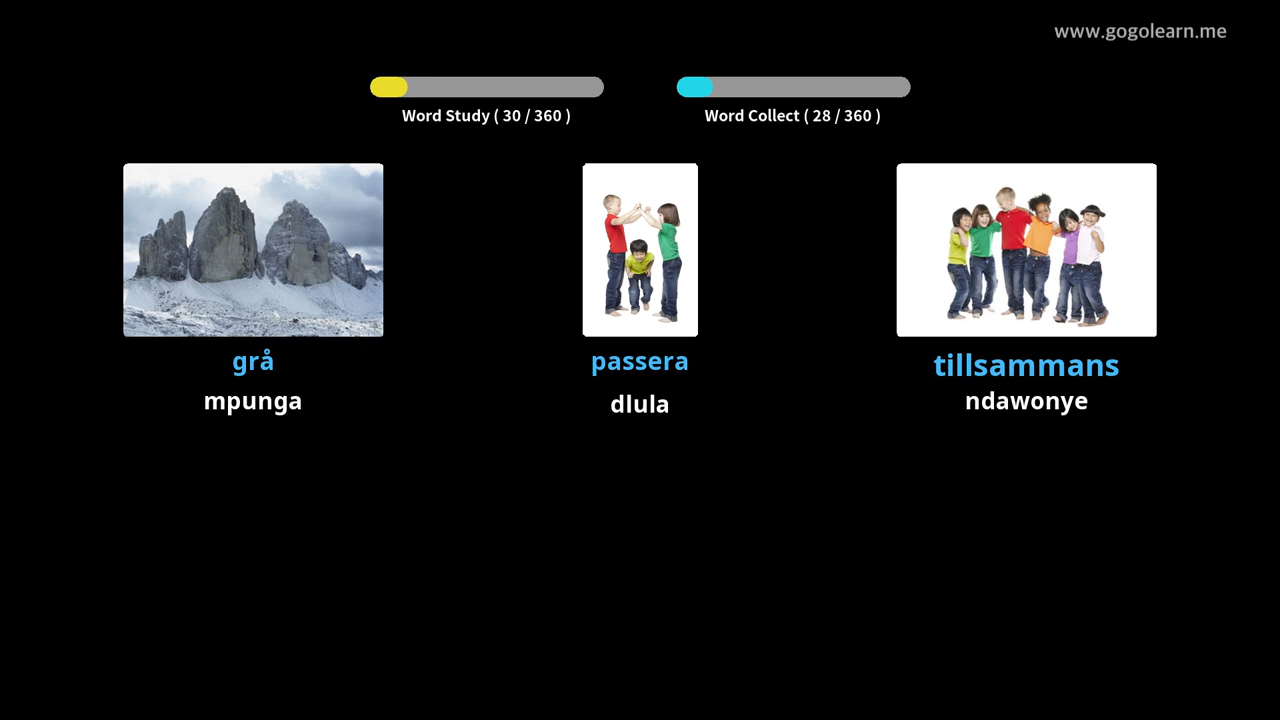 www.gogolearn.me
Word Study ( 30 / 360 )
Word Collect ( 28 / 360 )
grå
passera
tillsammans
mpunga
dlula
ndawonye